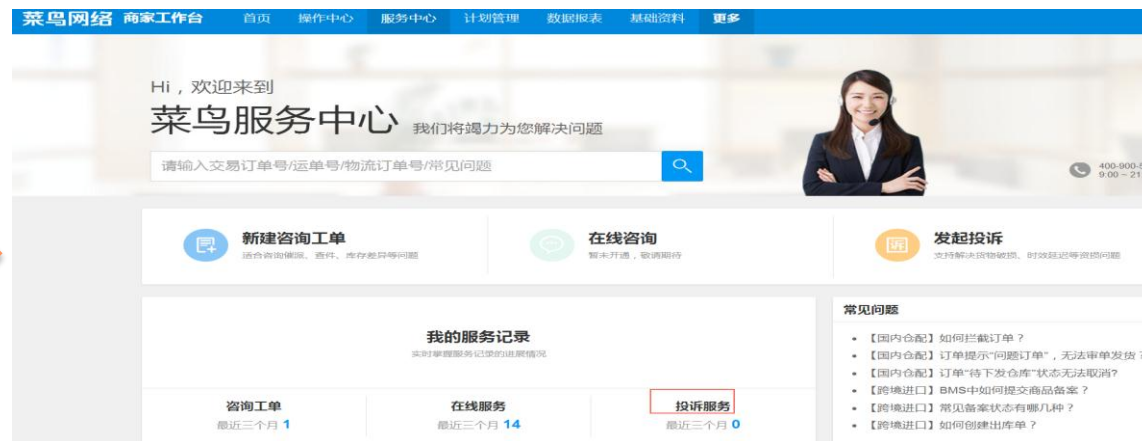 菜鸟网络 商家工作台 首页 操作中心 服务中心 计划管理 数据报表 基础资料 更多
Hi，欢迎来到
菜鸟服务中心 我们将竭力为您解决问题
请输入交易订单号/运单号/物流订单号/常见问题
400-900-
9:00 ~ 21
新建咨询工单
适合咨询催派、查件、库存差异等问题
在线咨询
暂未开通，敬请期待
发起投诉
支持解决货物破损、时效延迟等资损问题
我的服务记录
实时掌握服务记录的进展情况
咨询工单
最近三个月 1
在线服务
最近三个月 14
投诉服务
最近三个月 0
常见问题
• 【国内仓配】如何拦截订单？
• 【国内仓配】订单提示"问题订单"，无法审单发货？
• 【国内仓配】订单"待下发仓库"状态无法取消?
• 【跨境进口】BMS中如何提交商品备案？
• 【跨境进口】常见备案状态有哪几种？
• 【跨境进口】如何创建出库单？